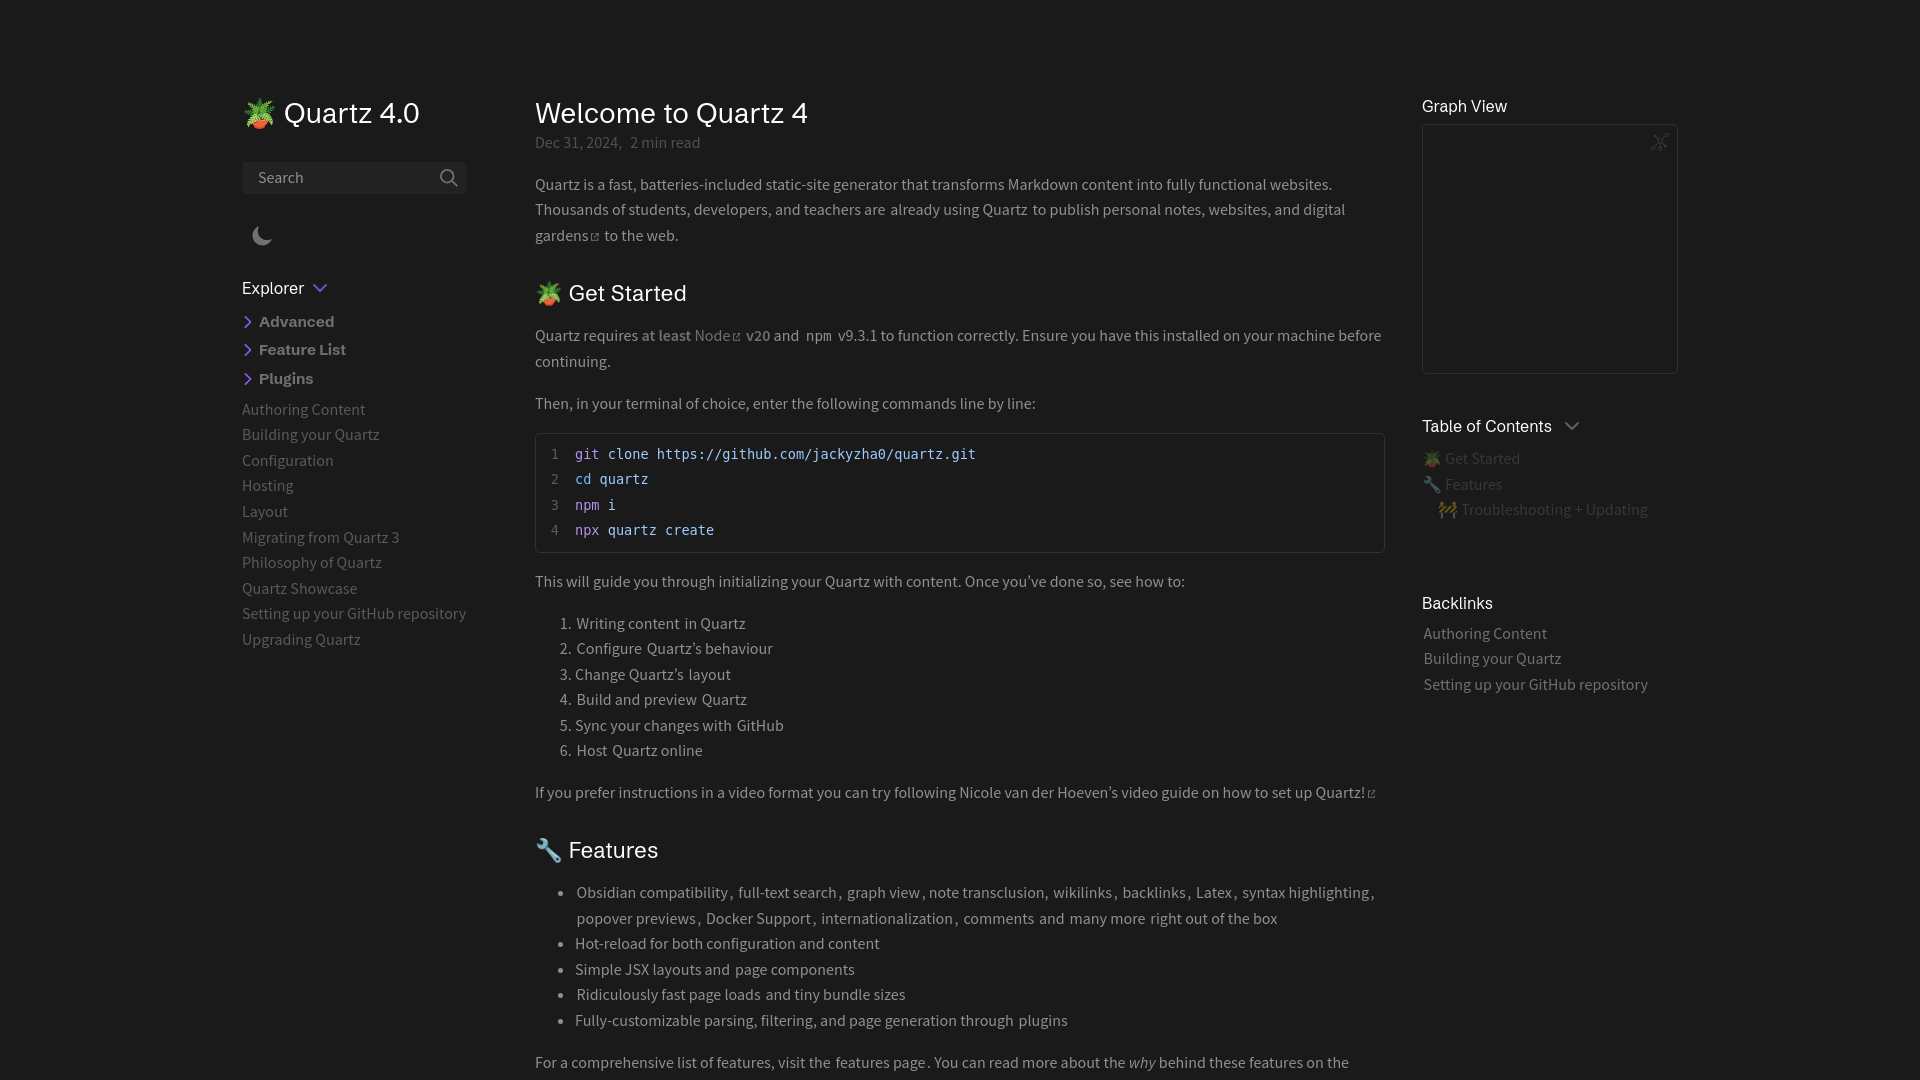 🪴 Quartz 4.0
Search
Explorer
Advanced
Feature List
Plugins
Authoring Content
Building your Quartz
Configuration
Hosting
Layout
Migrating from Quartz 3
Philosophy of Quartz
Quartz Showcase
Setting up your GitHub repository
Upgrading Quartz
Welcome to Quartz 4
Dec 31, 2024, 2 min read
Quartz is a fast, batteries-included static-site generator that transforms Markdown content into fully functional websites.
Thousands of students, developers, and teachers are already using Quartz to publish personal notes, websites, and digital
gardens to the web.
🪴 Get Started
Quartz requires at least Node v20 and npm v9.3.1 to function correctly. Ensure you have this installed on your machine before
continuing.
Then, in your terminal of choice, enter the following commands line by line:
1 git clone https://github.com/jackyzha0/quartz.git
2 cd quartz
3 npm i
4 npx quartz create
This will guide you through initializing your Quartz with content. Once you’ve done so, see how to:
1. Writing content in Quartz
2. Configure Quartz’s behaviour
3. Change Quartz’s layout
4. Build and preview Quartz
5. Sync your changes with GitHub
6. Host Quartz online
If you prefer instructions in a video format you can try following Nicole van der Hoeven’s video guide on how to set up Quartz!
🔧 Features
• Obsidian compatibility, full-text search, graph view, note transclusion, wikilinks, backlinks, Latex, syntax highlighting,
popover previews, Docker Support, internationalization, comments and many more right out of the box
• Hot-reload for both configuration and content
• Simple JSX layouts and page components
• Ridiculously fast page loads and tiny bundle sizes
• Fully-customizable parsing, filtering, and page generation through plugins
For a comprehensive list of features, visit the features page. You can read more about the why behind these features on the
Graph View
Table of Contents
🪴 Get Started
🔧 Features
🚧 Troubleshooting + Updating
Backlinks
Authoring Content
Building your Quartz
Setting up your GitHub repository